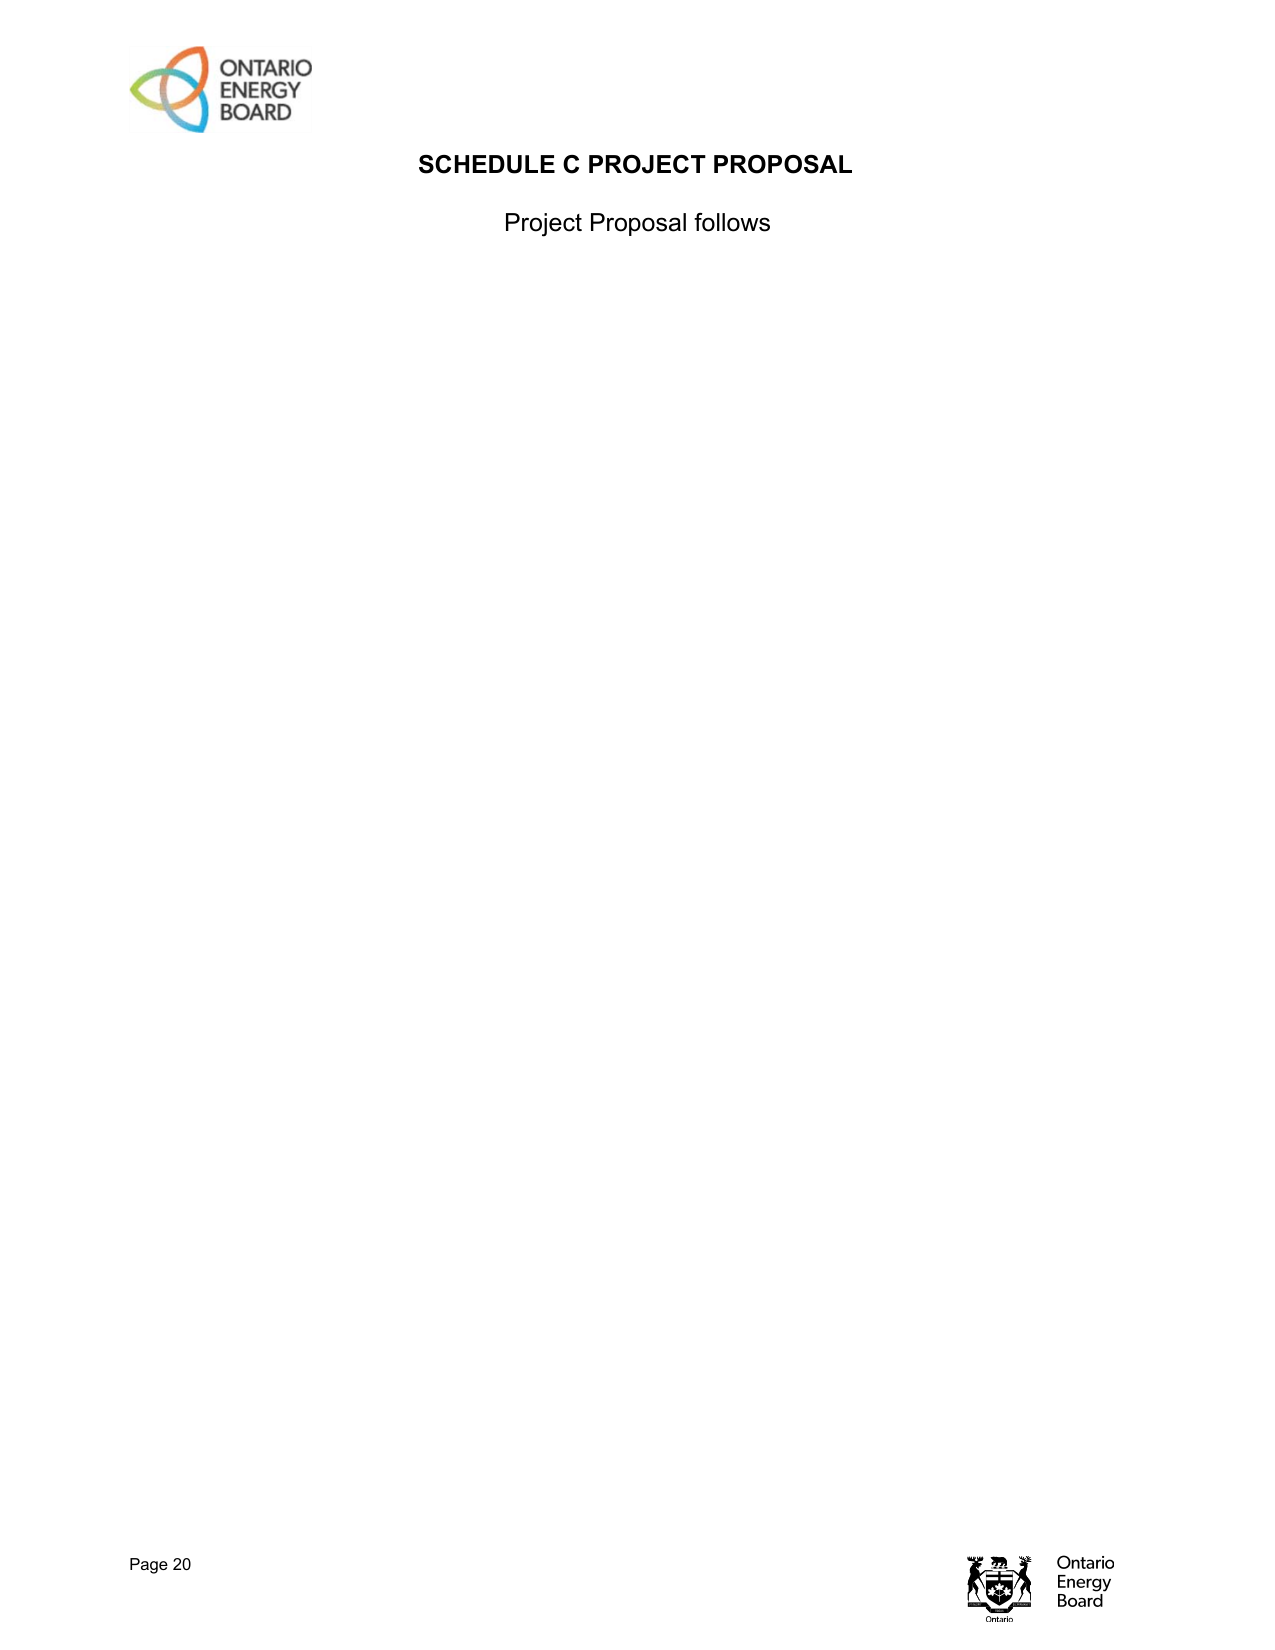 ONTARIO
ENERGY
BOARD
SCHEDULE C PROJECT PROPOSAL
Project Proposal follows
Page 20
Ontario
Energy
Board
Ontario